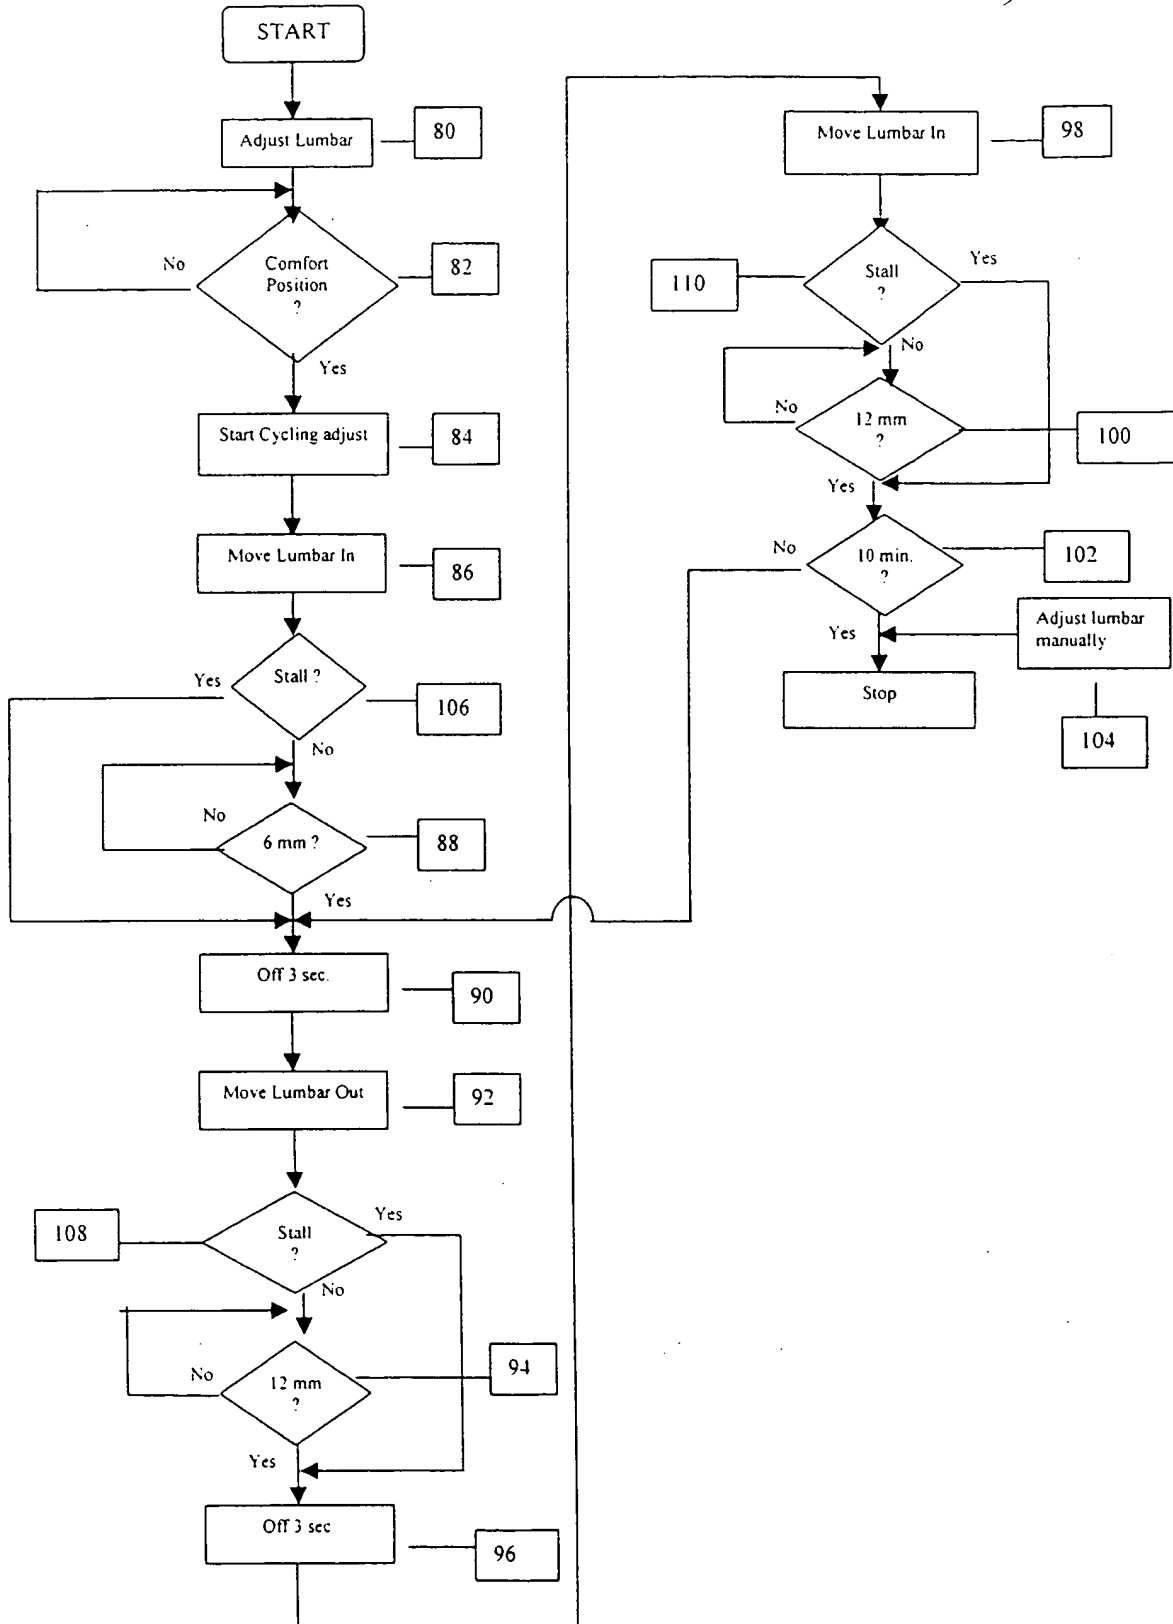 START
Adjust Lumbar
80
No
Comfort
Position
?
82
Yes
Start Cycling adjust
84
Move Lumbar In
86
Yes
Stall ?
106
No
No
6 mm ?
88
Yes
Off 3 sec.
90
Move Lumbar Out
92
108
Stall
?
Yes
No
No
12 mm
?
94
Yes
Off 3 sec
96
Move Lumbar In
98
110
Stall
?
Yes
No
No
12 mm
?
100
Yes
No
10 min.
?
102
Yes
Adjust lumbar
manually
Stop
104